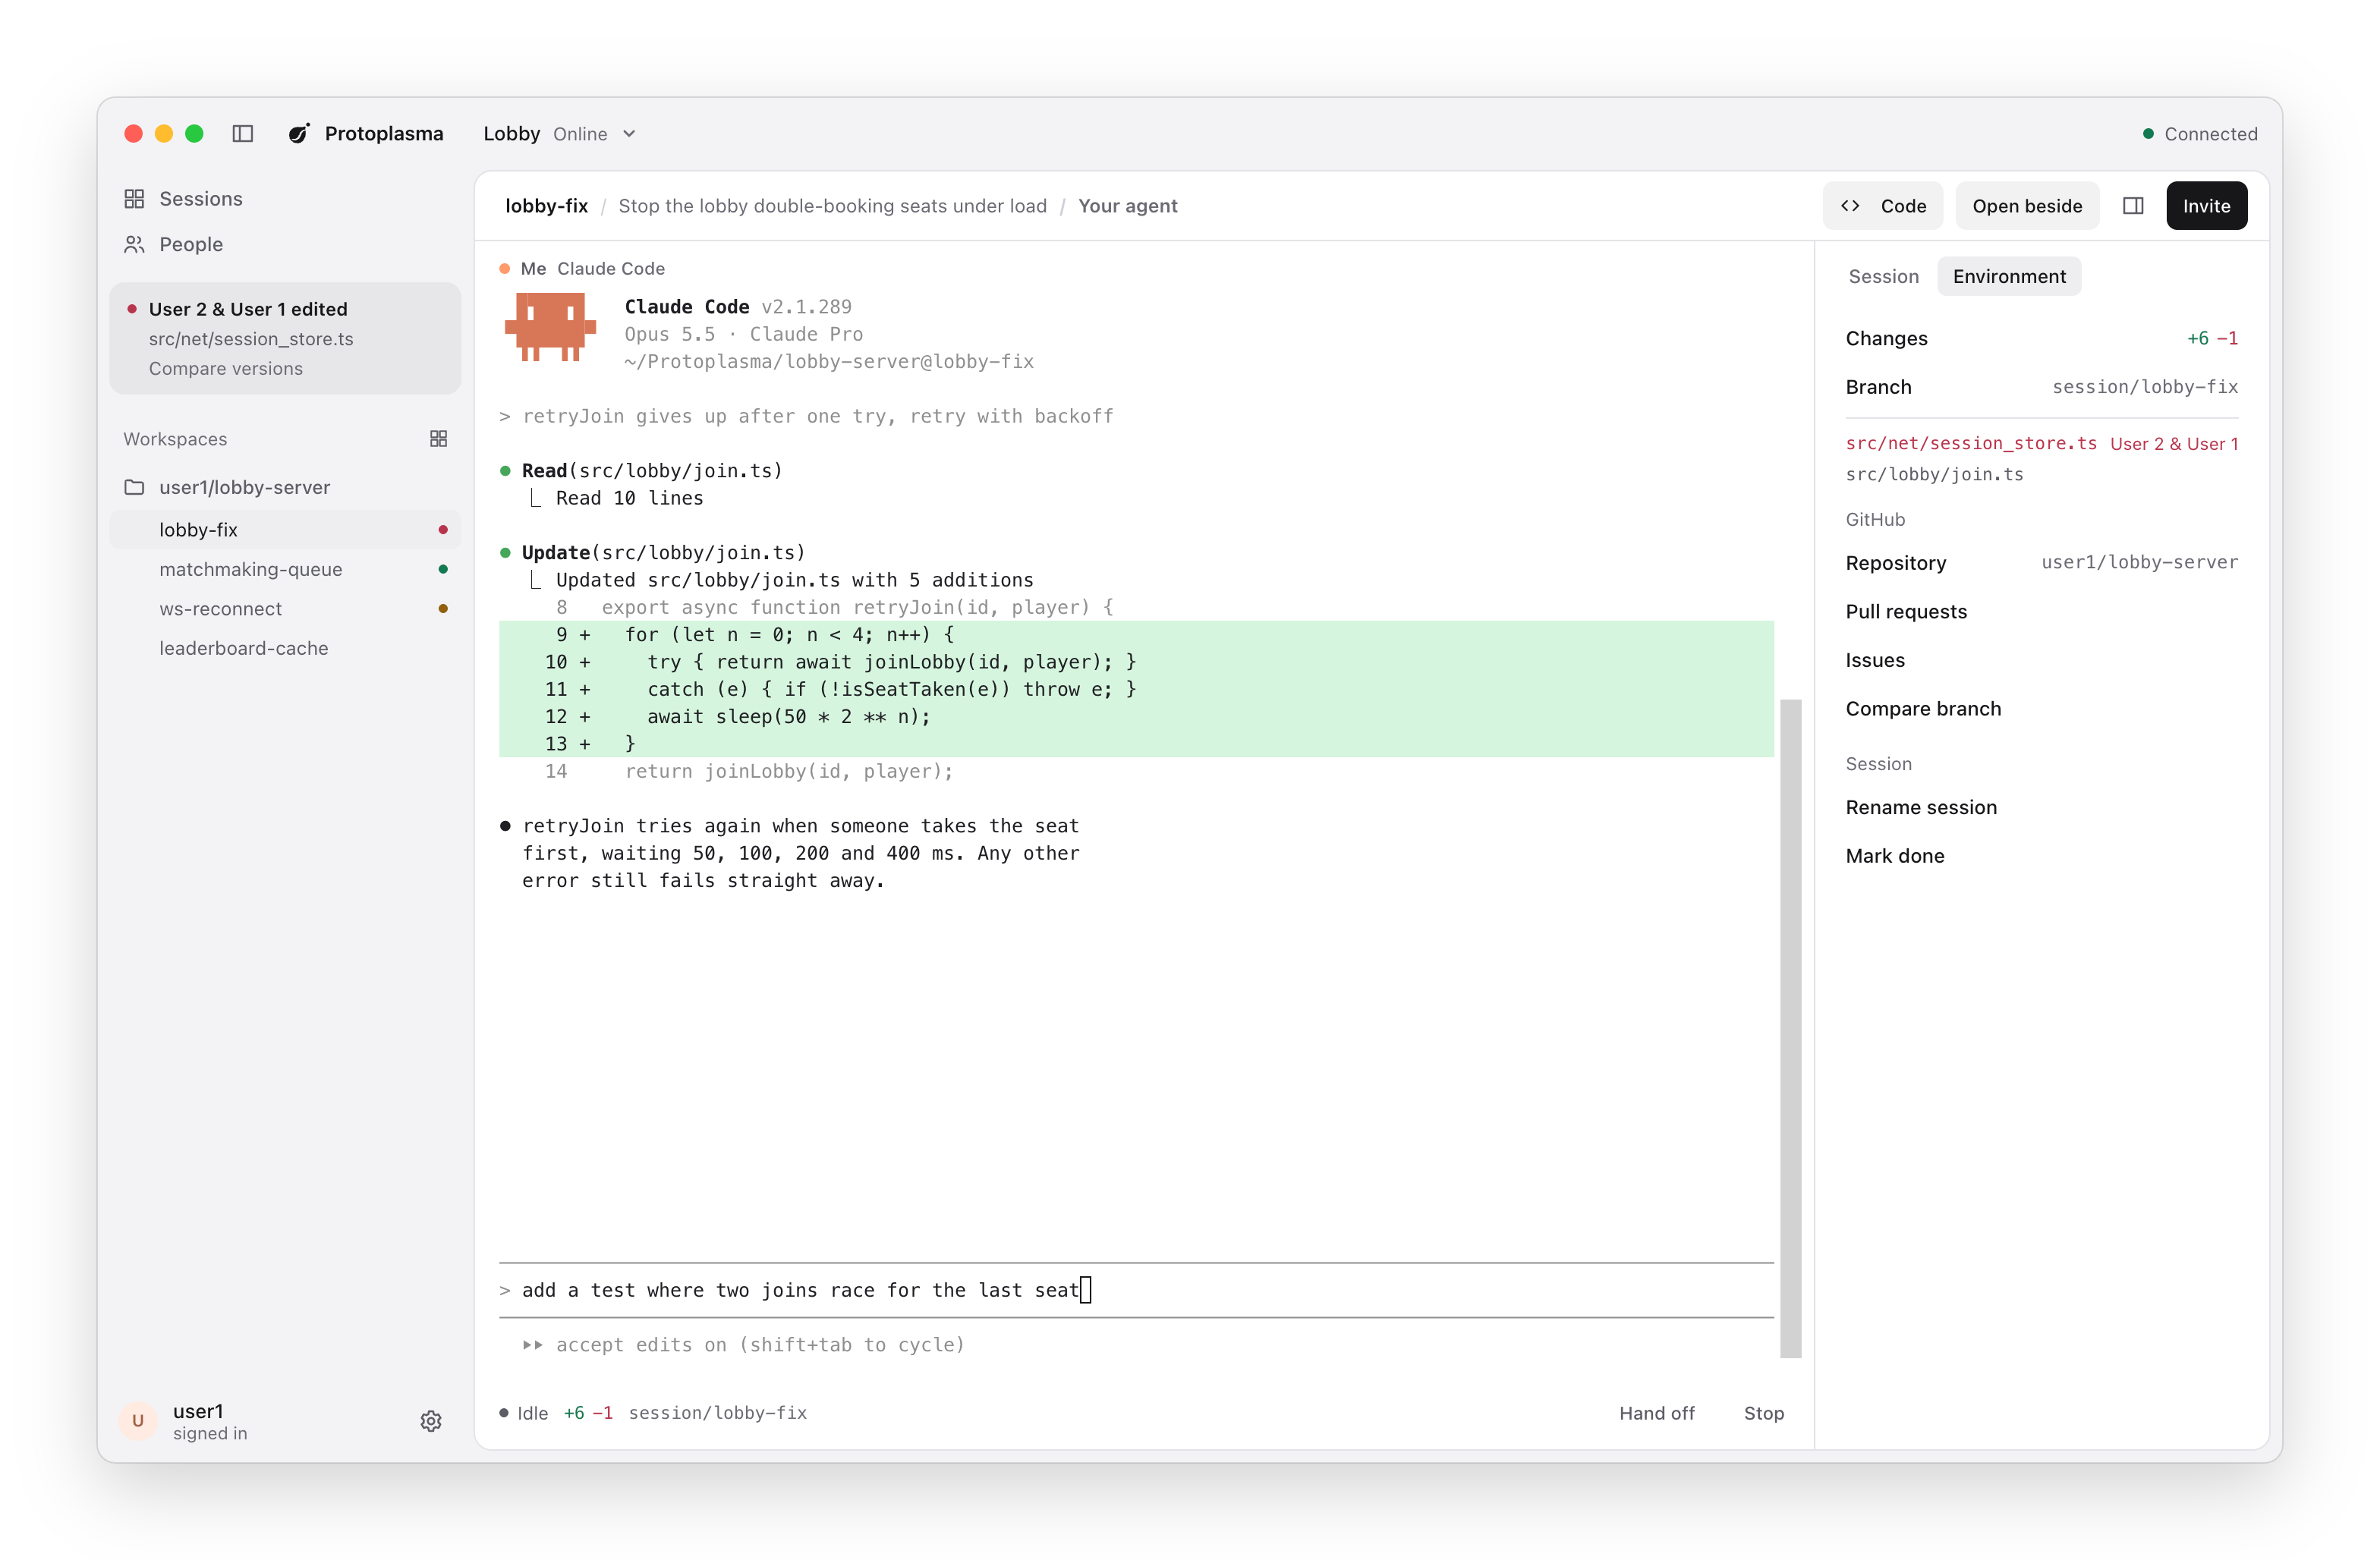 Protoplasma
Lobby Online
Connected
Sessions
People
User 2 & User 1 edited
src/net/session_store.ts
Compare versions
Workspaces
user1/lobby-server
lobby-fix
matchmaking-queue
ws-reconnect
leaderboard-cache
U
user1
signed in
lobby-fix / Stop the lobby double-booking seats under load / Your agent
<> Code
Open beside
Invite
Me Claude Code
Claude Code v2.1.289
Opus 5.5 · Claude Pro
~/Protoplasma/lobby-server@lobby-fix
> retryJoin gives up after one try, retry with backoff
Read(src/lobby/join.ts)
Read 10 lines
Update(src/lobby/join.ts)
Updated src/lobby/join.ts with 5 additions
8 export async function retryJoin(id, player) {
9 + for (let n = 0; n < 4; n++) {
10 + try { return await joinLobby(id, player); }
11 + catch (e) { if (!isSeatTaken(e)) throw e; }
12 + await sleep(50 * 2 ** n);
13 + }
14 return joinLobby(id, player);
retryJoin tries again when someone takes the seat
first, waiting 50, 100, 200 and 400 ms. Any other
error still fails straight away.
> add a test where two joins race for the last seat
accept edits on (shift+tab to cycle)
Idle +6 −1 session/lobby-fix
Hand off
Stop
Session
Environment
Changes +6 −1
Branch session/lobby-fix
src/net/session_store.ts User 2 & User 1
src/lobby/join.ts
GitHub
Repository user1/lobby-server
Pull requests
Issues
Compare branch
Session
Rename session
Mark done